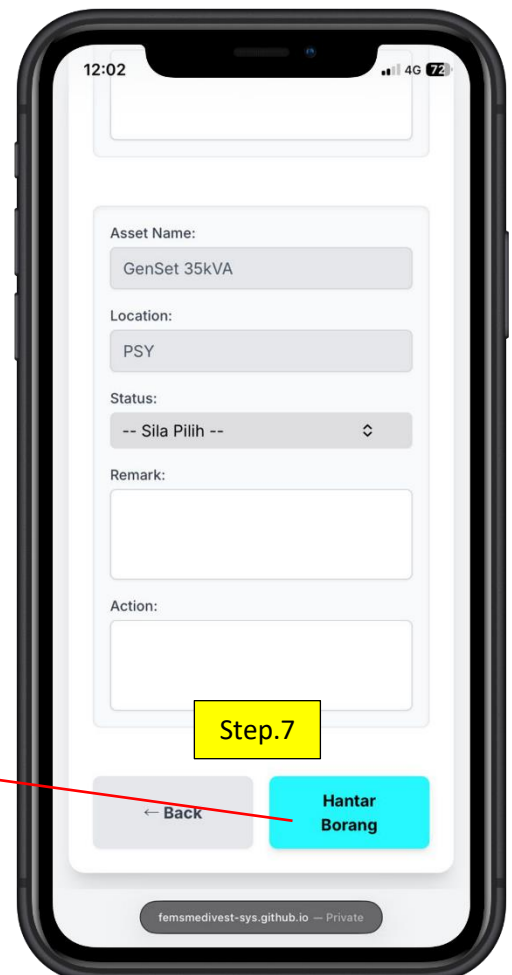 12:02
4G 72
Asset Name:
GenSet 35kVA
Location:
PSY
Status:
-- Sila Pilih --
Remark:
Action:
Step.7
← Back
Hantar
Borang
femsmedivest-sys.github.io — Private